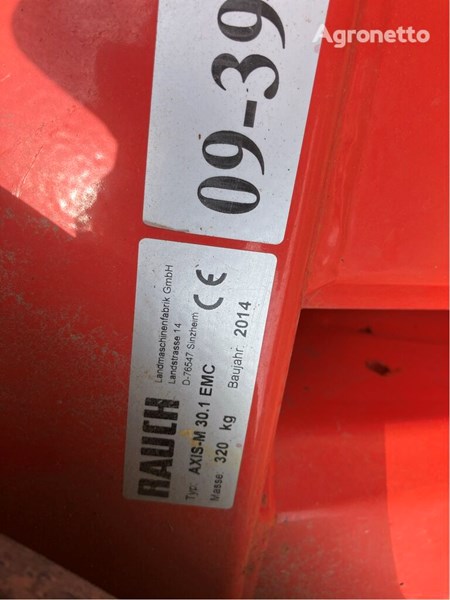 Agronetto
09-39
RAUCH
Landmaschinenfabrik GmbH
Landstrasse 14
D-76547 Sinzheim
CE
Typ: AXIS-M 30.1 EMC
Masse 320 kg Baujahr 2014